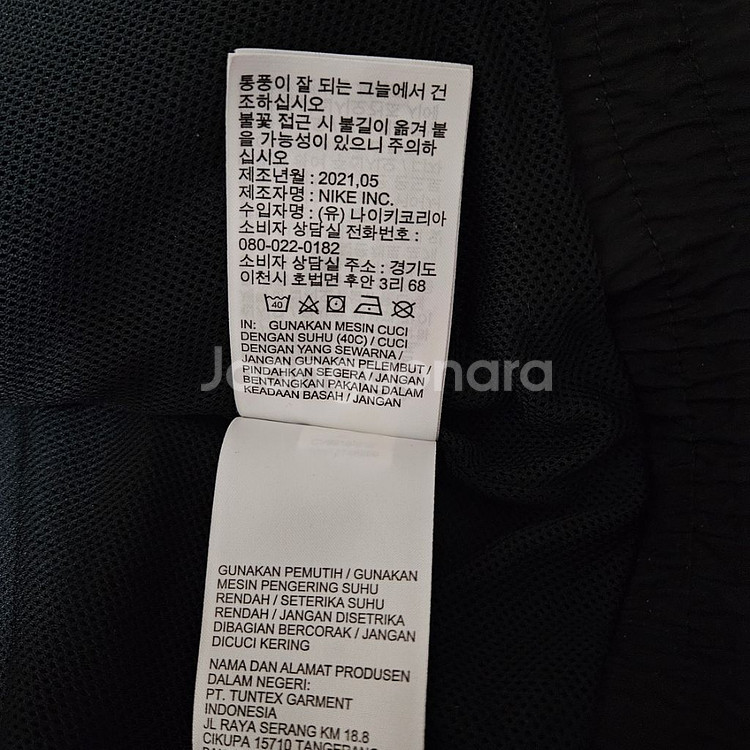 통풍이 잘 되는 그늘에서 건
조하십시오
불꽃 접근 시 불길이 옮겨 붙
을 가능성이 있으니 주의하
십시오
제조년월 : 2021,05
제조자명 : NIKE INC.
수입자명 : (유) 나이키코리아
소비자 상담실 전화번호 :
080-022-0182
소비자 상담실 주소 : 경기도
이천시 호법면 후안 3리 68
40
IN: GUNAKAN MESIN CUCI
DENGAN SUHU (40C) / CUCI
DENGAN YANG SEWARNA /
JANGAN GUNAKAN PELEMBUT /
PINDAHKAN SEGERA / JANGAN
BENTANGKAN PAKAIAN DALAM
KEADAAN BASAH / JANGAN
GUNAKAN PEMUTIH / GUNAKAN
MESIN PENGERING SUHU
RENDAH / SETERIKA SUHU
RENDAH / JANGAN DISETRIKA
DIBAGIAN BERCORAK / JANGAN
DICUCI KERING
NAMA DAN ALAMAT PRODUSEN
DALAM NEGERI:
PT. TUNTEX GARMENT
INDONESIA
JL RAYA SERANG KM 18.8
CIKUPA 15710 TANGERANG